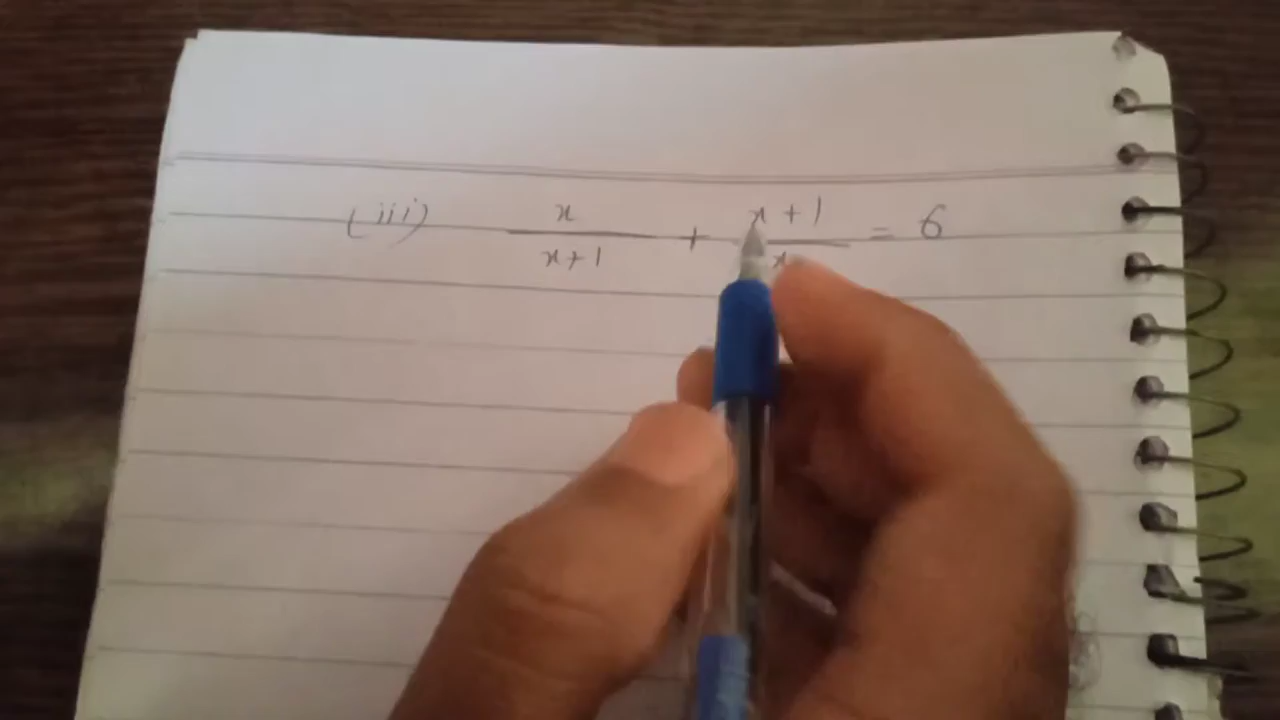 (iii) x/(x+1) + (x+1)/x = 6